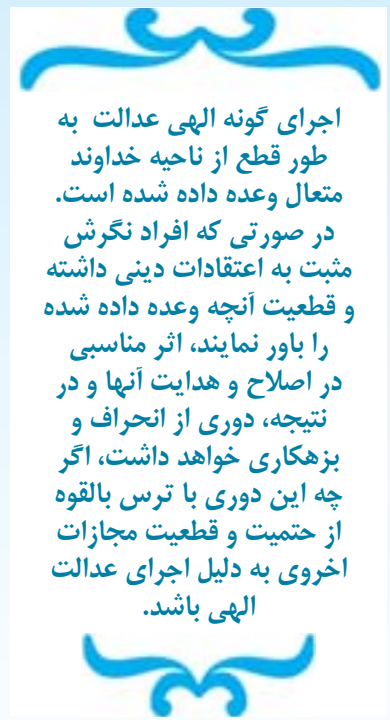 اجرای گونه الهی عدالت به
طور قطع از ناحیه خداوند
متعال وعده داده شده است.
در صورتی که افراد نگرش
مثبت به اعتقادات دینی داشته
و قطعیت آنچه وعده داده شده
را باور نمایند، اثر مناسبی
در اصلاح و هدایت آنها و در
نتیجه، دوری از انحراف و
بزهکاری خواهد داشت، اگر
چه این دوری با ترس بالقوه
از حتمیت و قطعیت مجازات
اخروی به دلیل اجرای عدالت
الهی باشد.